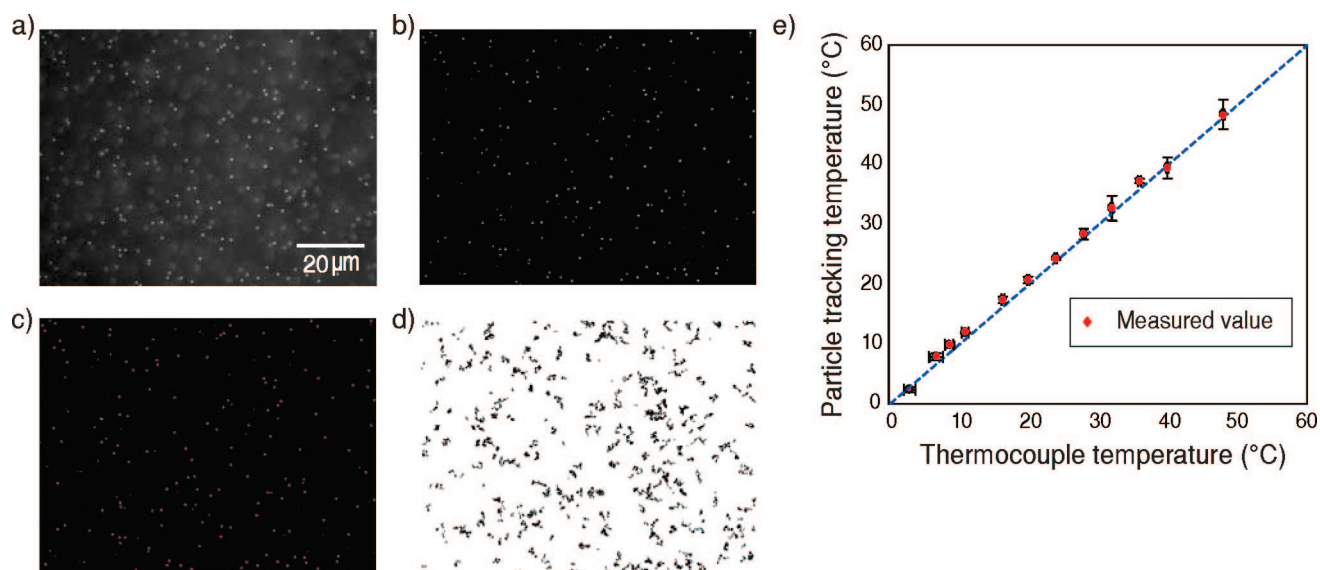 a)
20 µm
b)
c)
d)
e)
Particle tracking temperature (°C)
60
50
40
30
20
10
0
0 10 20 30 40 50 60
Thermocouple temperature (°C)
Measured value